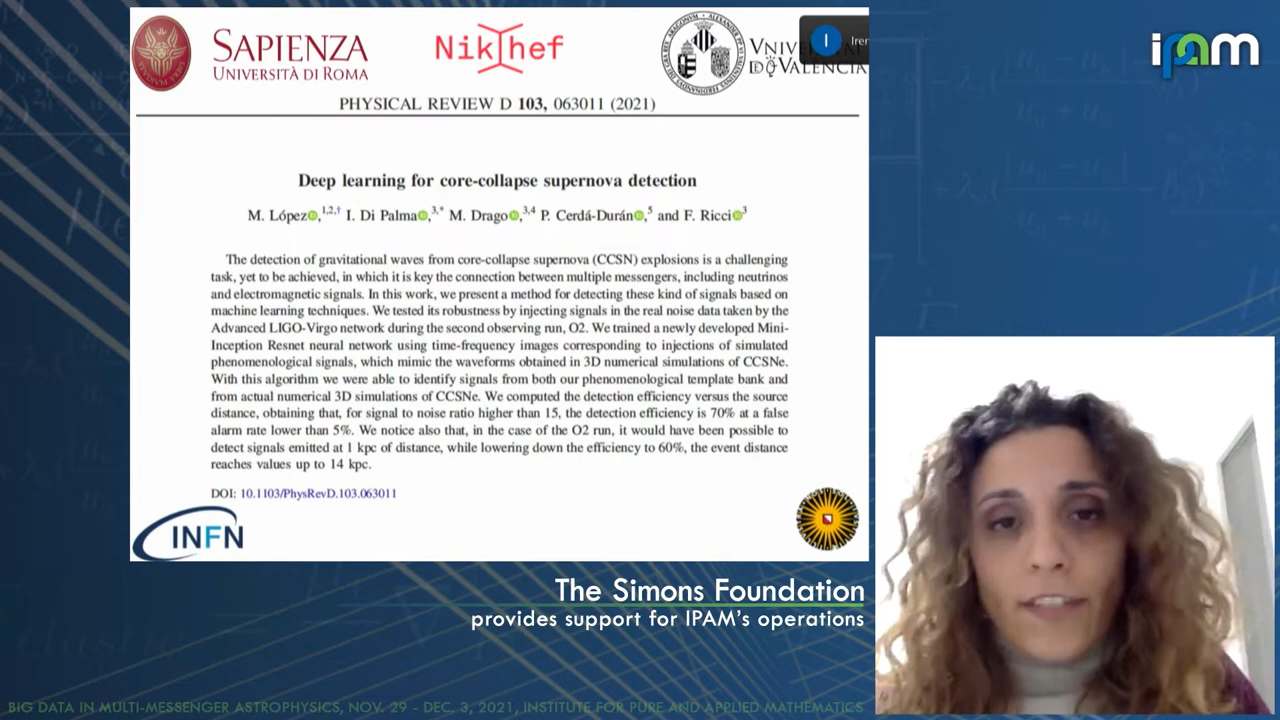 SAPIENZA
UNIVERSITÀ DI ROMA
Nikhef
I
Iren
ipam
PHYSICAL REVIEW D 103, 063011 (2021)
Deep learning for core-collapse supernova detection
M. López,1,2,† I. Di Palma,3,* M. Drago,3,4 P. Cerdá-Durán,5 and F. Ricci3
The detection of gravitational waves from core-collapse supernova (CCSN) explosions is a challenging
task, yet to be achieved, in which it is key the connection between multiple messengers, including neutrinos
and electromagnetic signals. In this work, we present a method for detecting these kind of signals based on
machine learning techniques. We tested its robustness by injecting signals in the real noise data taken by the
Advanced LIGO-Virgo network during the second observing run, O2. We trained a newly developed Mini-
Inception Resnet neural network using time-frequency images corresponding to injections of simulated
phenomenological signals, which mimic the waveforms obtained in 3D numerical simulations of CCSNe.
With this algorithm we were able to identify signals from both our phenomenological template bank and
from actual numerical 3D simulations of CCSNe. We computed the detection efficiency versus the source
distance, obtaining that, for signal to noise ratio higher than 15, the detection efficiency is 70% at a false
alarm rate lower than 5%. We notice also that, in the case of the O2 run, it would have been possible to
detect signals emitted at 1 kpc of distance, while lowering down the efficiency to 60%, the event distance
reaches values up to 14 kpc.
DOI: 10.1103/PhysRevD.103.063011
INFN
The Simons Foundation
provides support for IPAM's operations
BIG DATA IN MULTI-MESSENGER ASTROPHYSICS, NOV. 29 - DEC. 3, 2021, INSTITUTE FOR PURE AND APPLIED MATHEMATICS